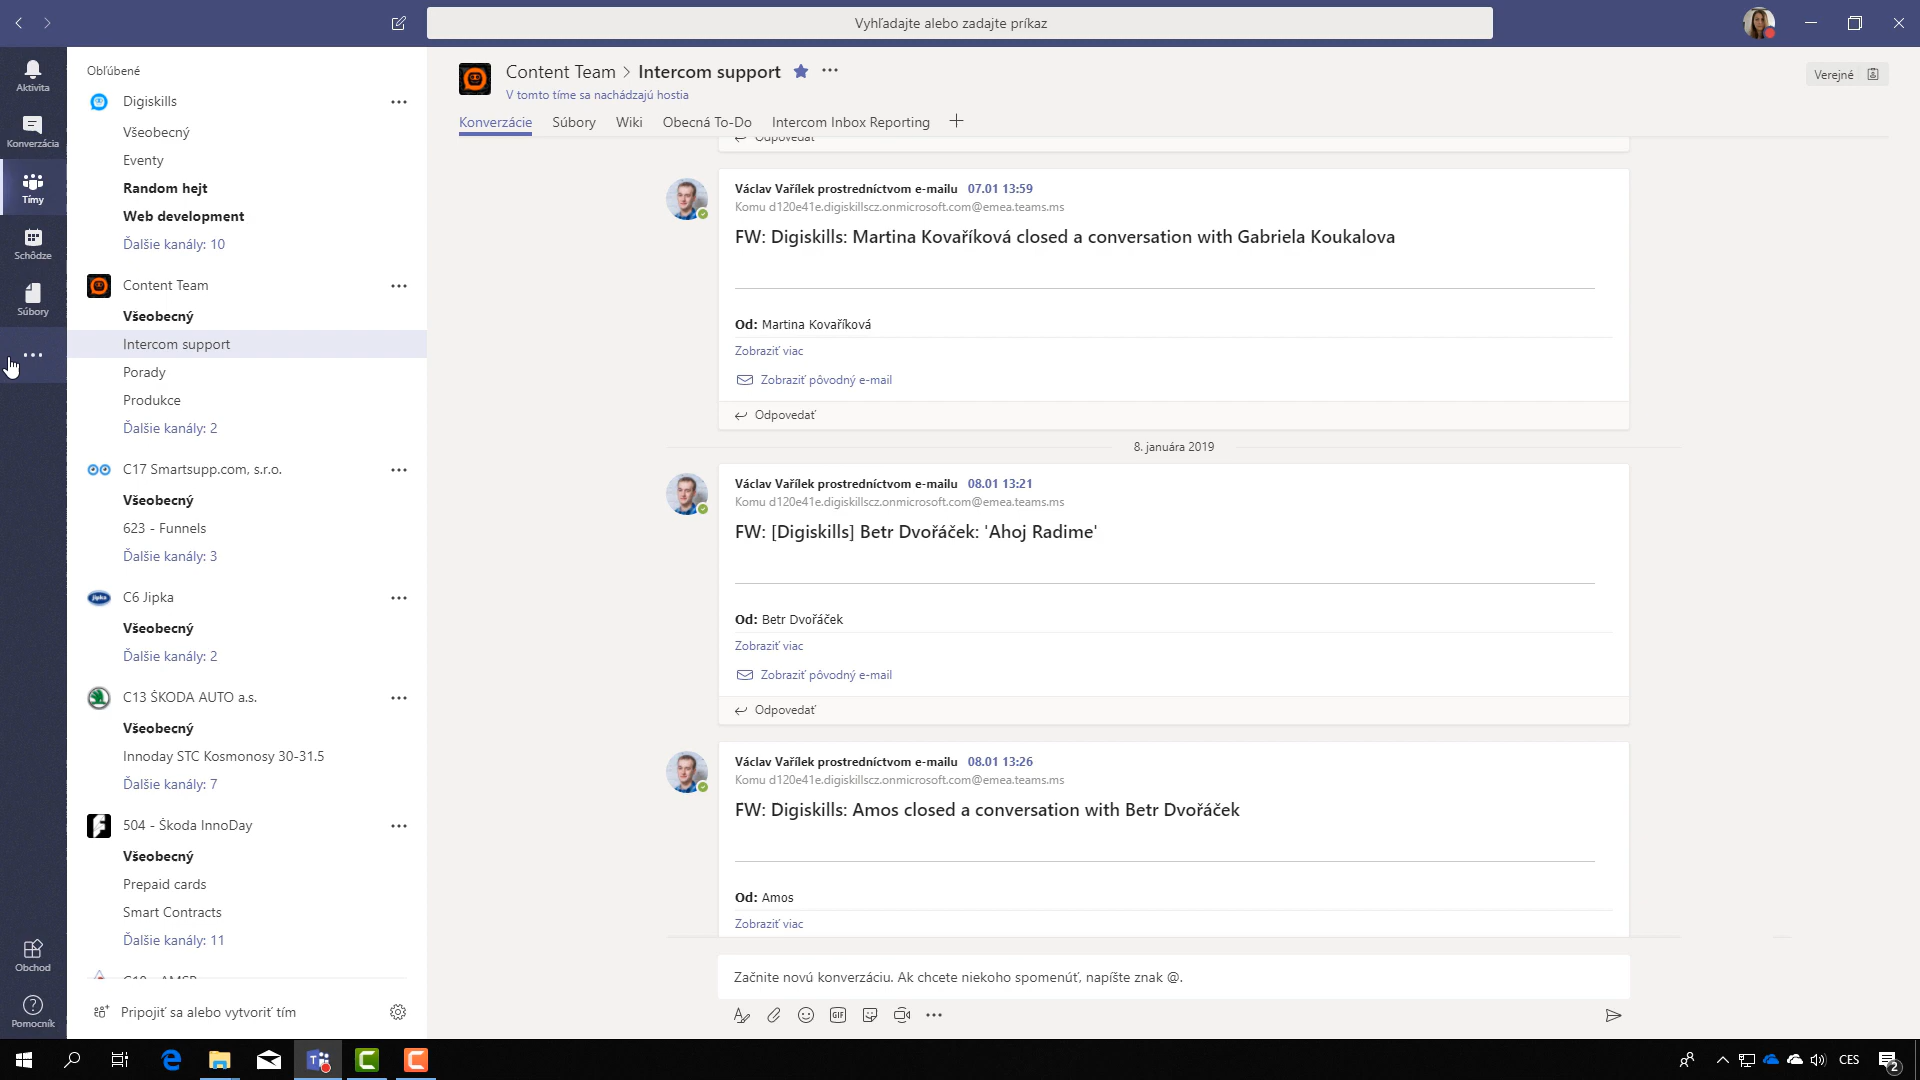 Vyhľadajte alebo zadajte príkaz
Aktivita
Konverzácia
Tímy
Schôdze
Súbory
Obchod
Pomocník
Obľúbené
Digiskills
Všeobecný
Eventy
Random hejt
Web development
Ďalšie kanály: 10
Content Team
Všeobecný
Intercom support
Porady
Produkce
Ďalšie kanály: 2
C17 Smartsupp.com, s.r.o.
Všeobecný
623 - Funnels
Ďalšie kanály: 3
C6 Jipka
Všeobecný
Ďalšie kanály: 2
C13 ŠKODA AUTO a.s.
Všeobecný
Innoday STC Kosmonosy 30-31.5
Ďalšie kanály: 7
504 - Škoda InnoDay
Všeobecný
Prepaid cards
Smart Contracts
Ďalšie kanály: 11
Pripojiť sa alebo vytvoriť tím
Content Team > Intercom support
Verejné
V tomto tíme sa nachádzajú hostia
Konverzácie Súbory Wiki Obecná To-Do Intercom Inbox Reporting
Odpovedať
Václav Vařílek prostredníctvom e-mailu 07.01 13:59
Komu d120e41e.digiskillscz.onmicrosoft.com@emea.teams.ms
FW: Digiskills: Martina Kovaříková closed a conversation with Gabriela Koukalova
Od: Martina Kovaříková
Zobraziť viac
Zobraziť pôvodný e-mail
Odpovedať
8. januára 2019
Václav Vařílek prostredníctvom e-mailu 08.01 13:21
Komu d120e41e.digiskillscz.onmicrosoft.com@emea.teams.ms
FW: [Digiskills] Betr Dvořáček: 'Ahoj Radime'
Od: Betr Dvořáček
Zobraziť viac
Zobraziť pôvodný e-mail
Odpovedať
Václav Vařílek prostredníctvom e-mailu 08.01 13:26
Komu d120e41e.digiskillscz.onmicrosoft.com@emea.teams.ms
FW: Digiskills: Amos closed a conversation with Betr Dvořáček
Od: Amos
Zobraziť viac
Začnite novú konverzáciu. Ak chcete niekoho spomenúť, napíšte znak @.
GIF
CES
2